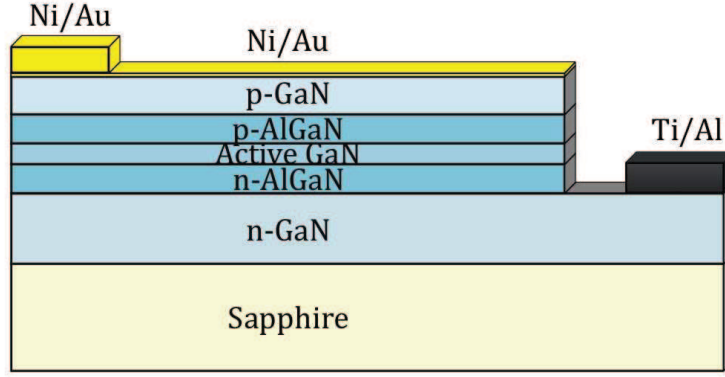 Ni/Au
Ni/Au
p-GaN
p-AlGaN
Ti/Al
Active GaN
n-AlGaN
n-GaN
Sapphire